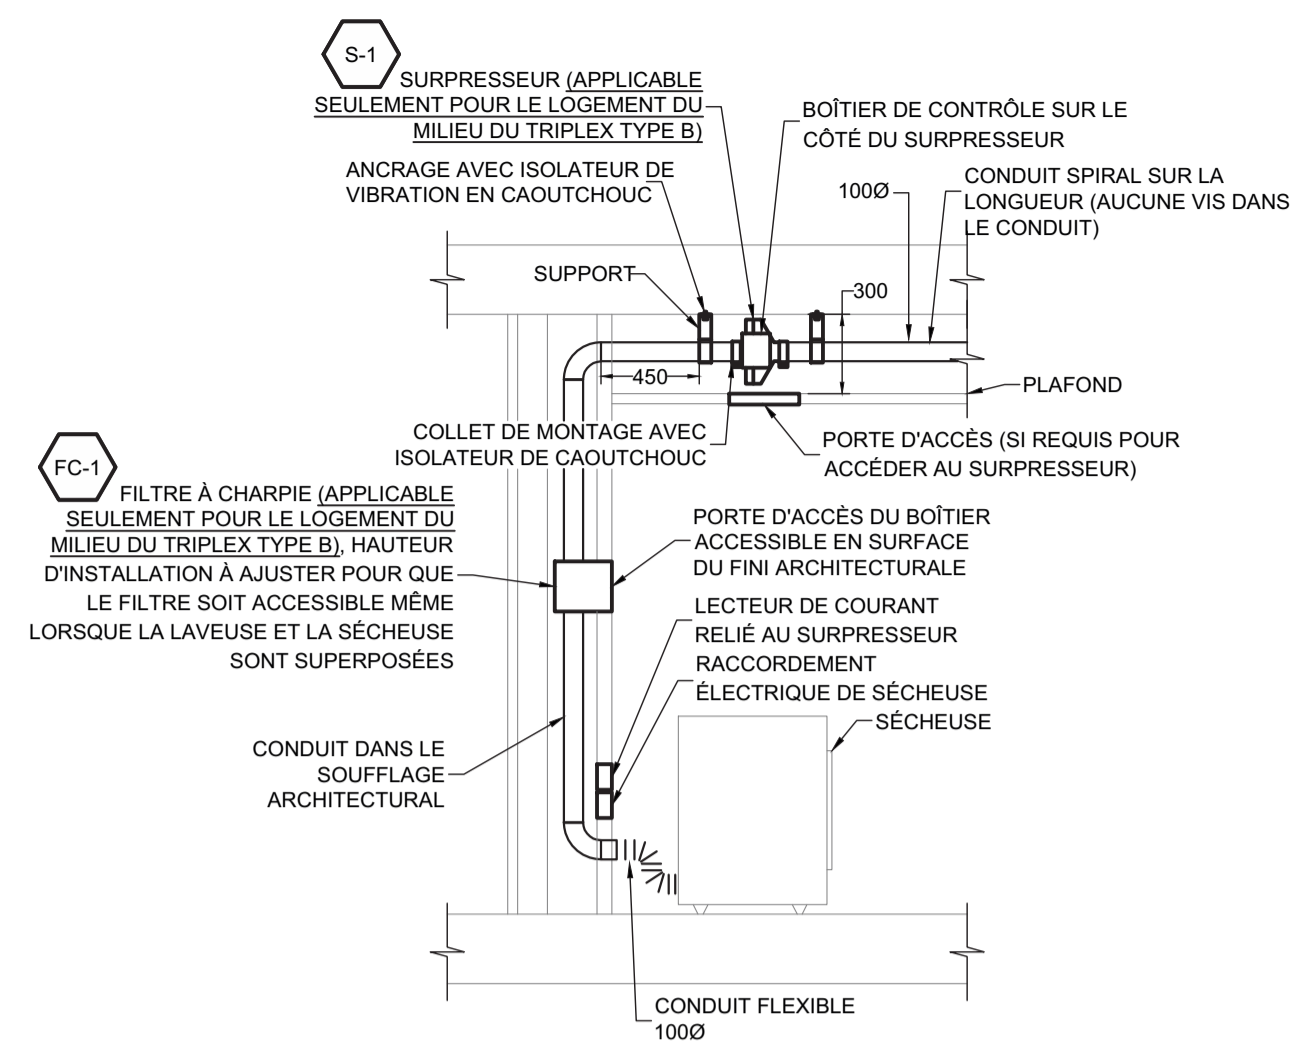 S-1
SURPRESSEUR (APPLICABLE
SEULEMENT POUR LE LOGEMENT DU
MILIEU DU TRIPLEX TYPE B)
BOÎTIER DE CONTRÔLE SUR LE
CÔTÉ DU SURPRESSEUR
ANCRAGE AVEC ISOLATEUR DE
VIBRATION EN CAOUTCHOUC
100Ø
CONDUIT SPIRAL SUR LA
LONGUEUR (AUCUNE VIS DANS
LE CONDUIT)
SUPPORT
300
450
PLAFOND
COLLET DE MONTAGE AVEC
ISOLATEUR DE CAOUTCHOUC
PORTE D'ACCÈS (SI REQUIS POUR
ACCÉDER AU SURPRESSEUR)
FC-1
FILTRE À CHARPIE (APPLICABLE
SEULEMENT POUR LE LOGEMENT DU
MILIEU DU TRIPLEX TYPE B), HAUTEUR
D'INSTALLATION À AJUSTER POUR QUE
LE FILTRE SOIT ACCESSIBLE MÊME
LORSQUE LA LAVEUSE ET LA SÉCHEUSE
SONT SUPERPOSÉES
PORTE D'ACCÈS DU BOÎTIER
ACCESSIBLE EN SURFACE
DU FINI ARCHITECTURALE
LECTEUR DE COURANT
RELIÉ AU SURPRESSEUR
RACCORDEMENT
ÉLECTRIQUE DE SÉCHEUSE
SÉCHEUSE
CONDUIT DANS LE
SOUFFLAGE
ARCHITECTURAL
CONDUIT FLEXIBLE
100Ø